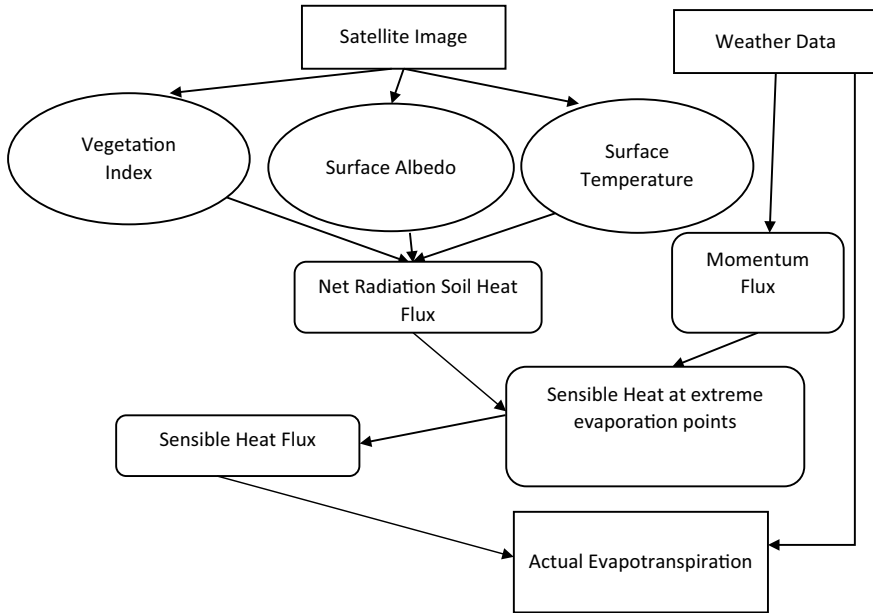 Satellite Image
Weather Data
Vegetation
Index
Surface Albedo
Surface
Temperature
Net Radiation Soil Heat
Flux
Momentum
Flux
Sensible Heat at extreme
evaporation points
Sensible Heat Flux
Actual Evapotranspiration